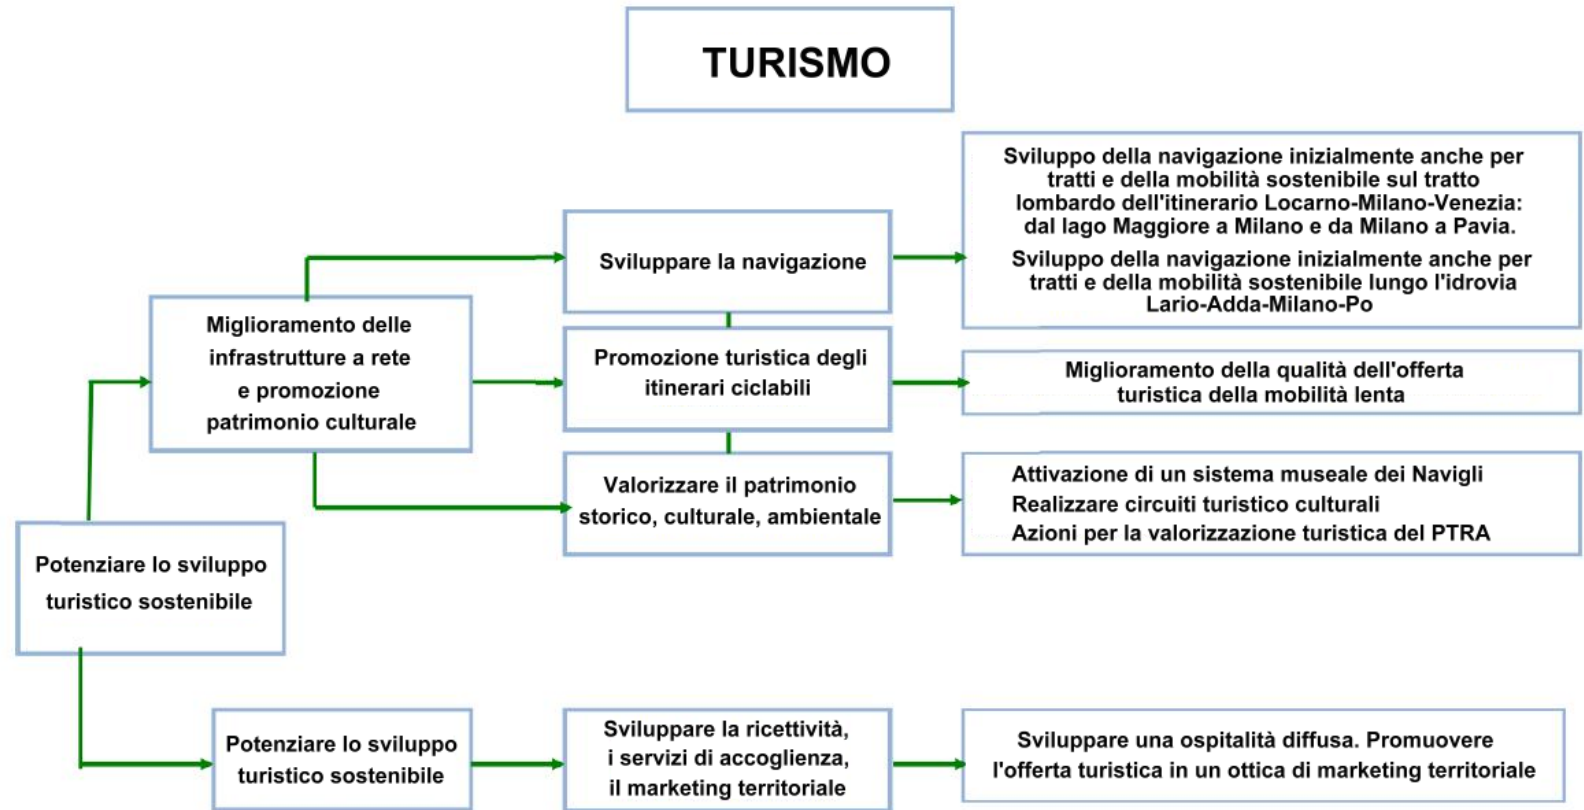 TURISMO
Sviluppo della navigazione inizialmente anche per
tratti e della mobilità sostenibile sul tratto
lombardo dell'itinerario Locarno-Milano-Venezia:
dal lago Maggiore a Milano e da Milano a Pavia.
Sviluppo della navigazione inizialmente anche per
tratti e della mobilità sostenibile lungo l'idrovia
Lario-Adda-Milano-Po
Sviluppare la navigazione
Miglioramento delle
infrastrutture a rete
e promozione
patrimonio culturale
Promozione turistica degli
itinerari ciclabili
Miglioramento della qualità dell'offerta
turistica della mobilità lenta
Valorizzare il patrimonio
storico, culturale, ambientale
Attivazione di un sistema museale dei Navigli
Realizzare circuiti turistico culturali
Azioni per la valorizzazione turistica del PTRA
Potenziare lo sviluppo
turistico sostenibile
Potenziare lo sviluppo
turistico sostenibile
Sviluppare la ricettività,
i servizi di accoglienza,
il marketing territoriale
Sviluppare una ospitalità diffusa. Promuovere
l'offerta turistica in un ottica di marketing territoriale